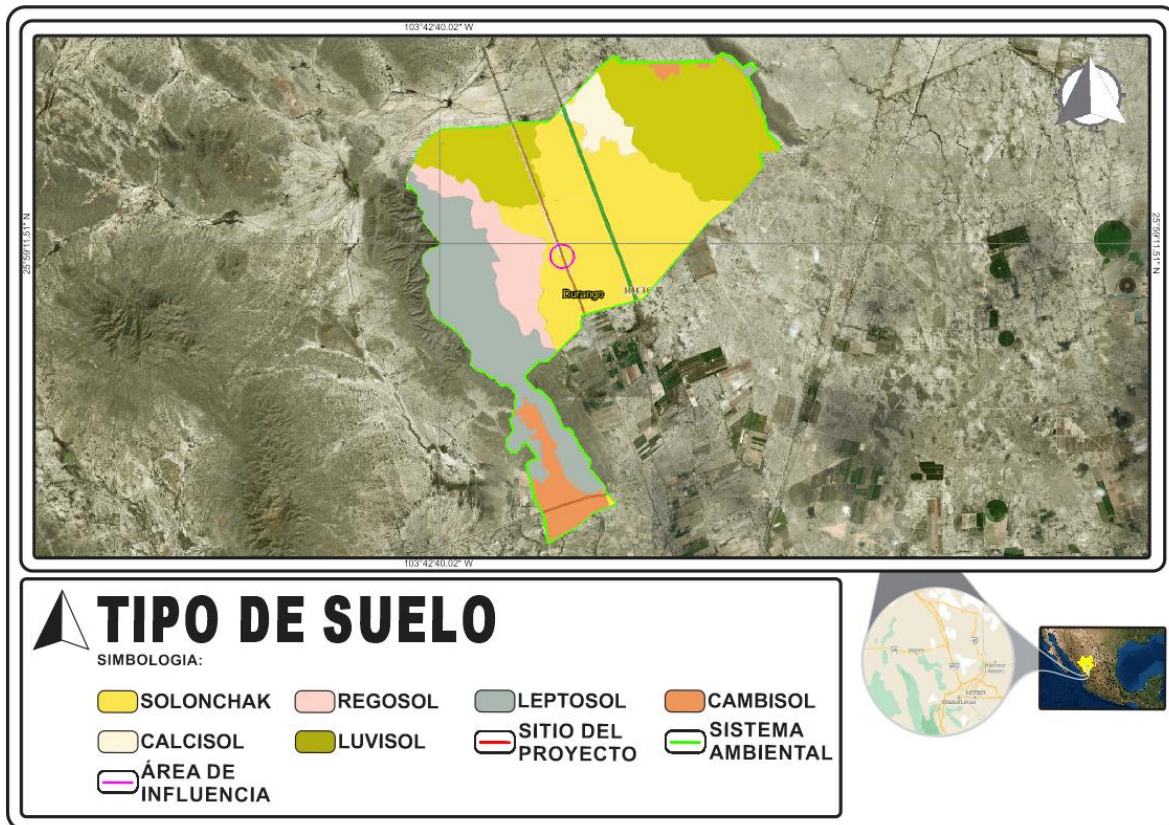 103°42'40.02" W
25°59'11.51" N
25°59'11.51" N
Durango
103°42'40.02" W
TIPO DE SUELO
SIMBOLOGIA:
SOLONCHAK
REGOSOL
LEPTOSOL
CAMBISOL
CALCISOL
LUVISOL
SITIO DEL
PROYECTO
SISTEMA
AMBIENTAL
ÁREA DE
INFLUENCIA